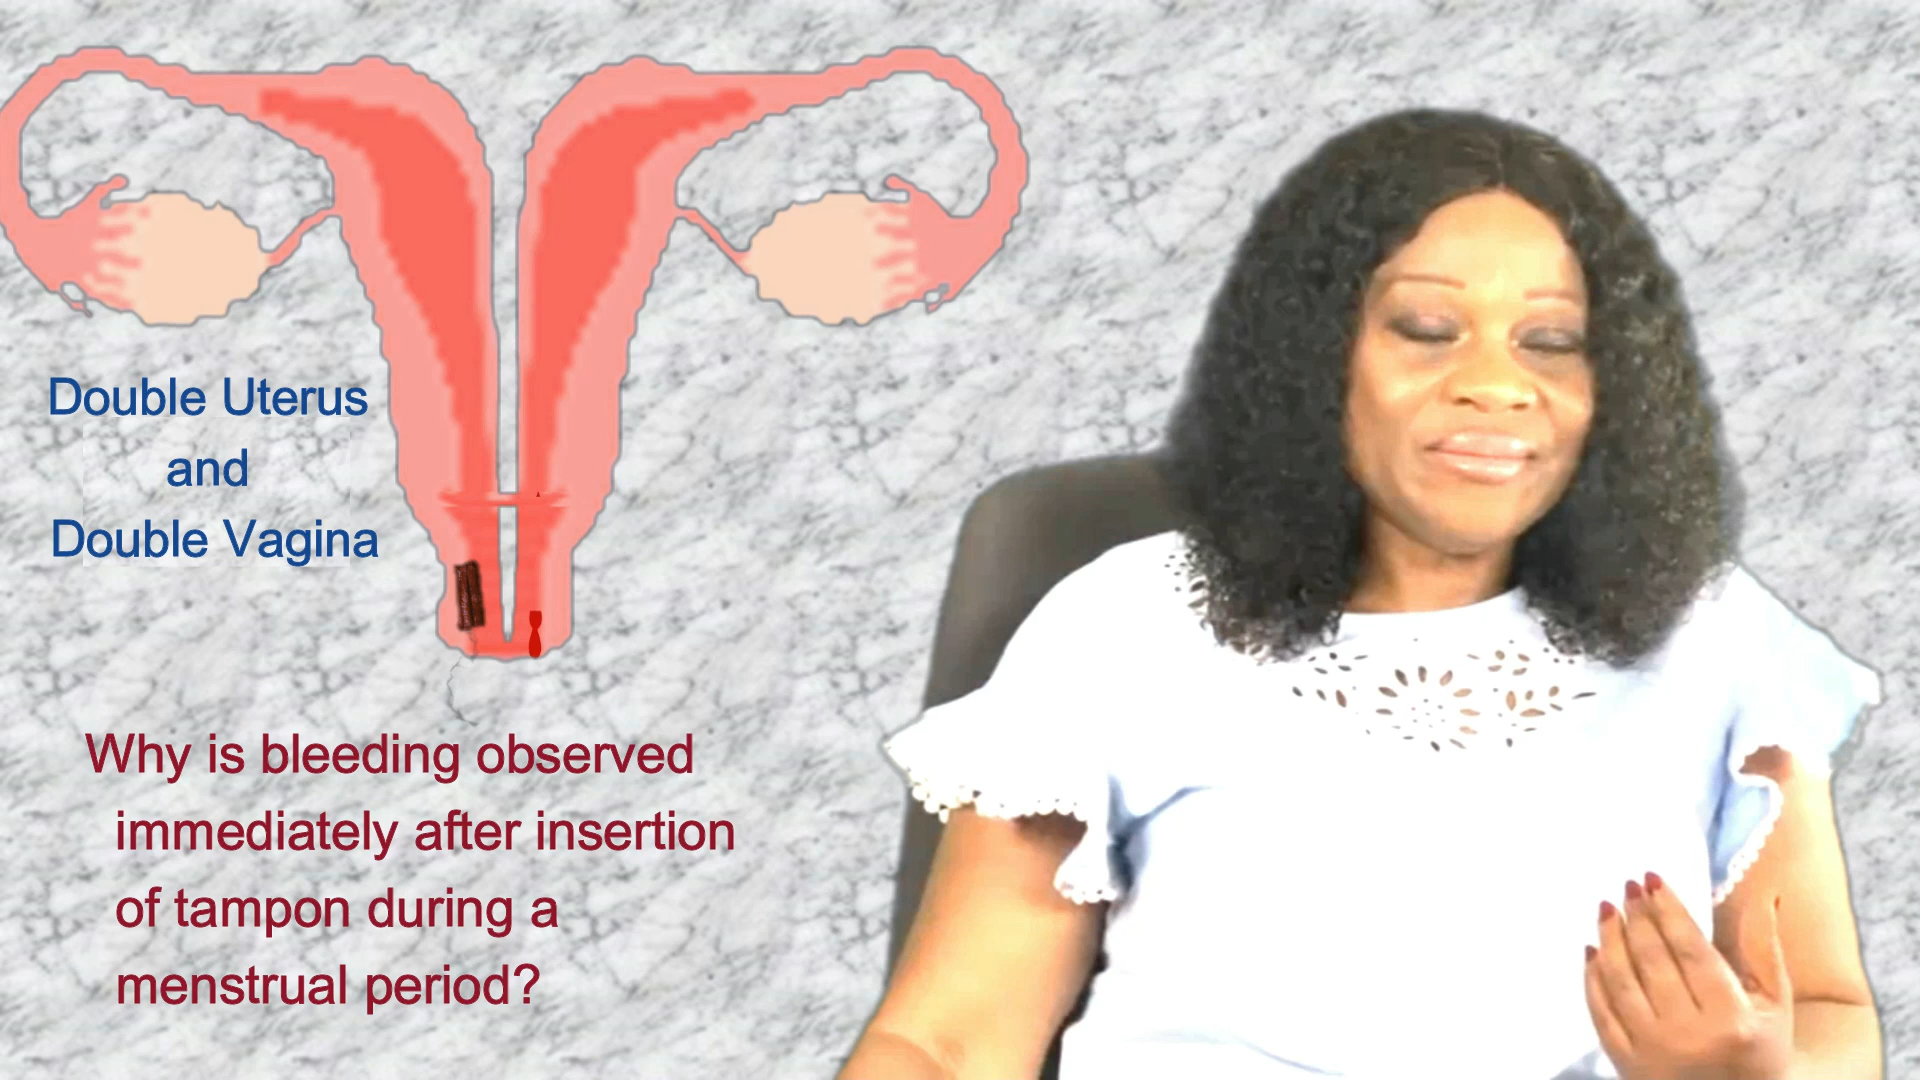 Double Uterus
and
Double Vagina
Why is bleeding observed
immediately after insertion
of tampon during a
menstrual period?